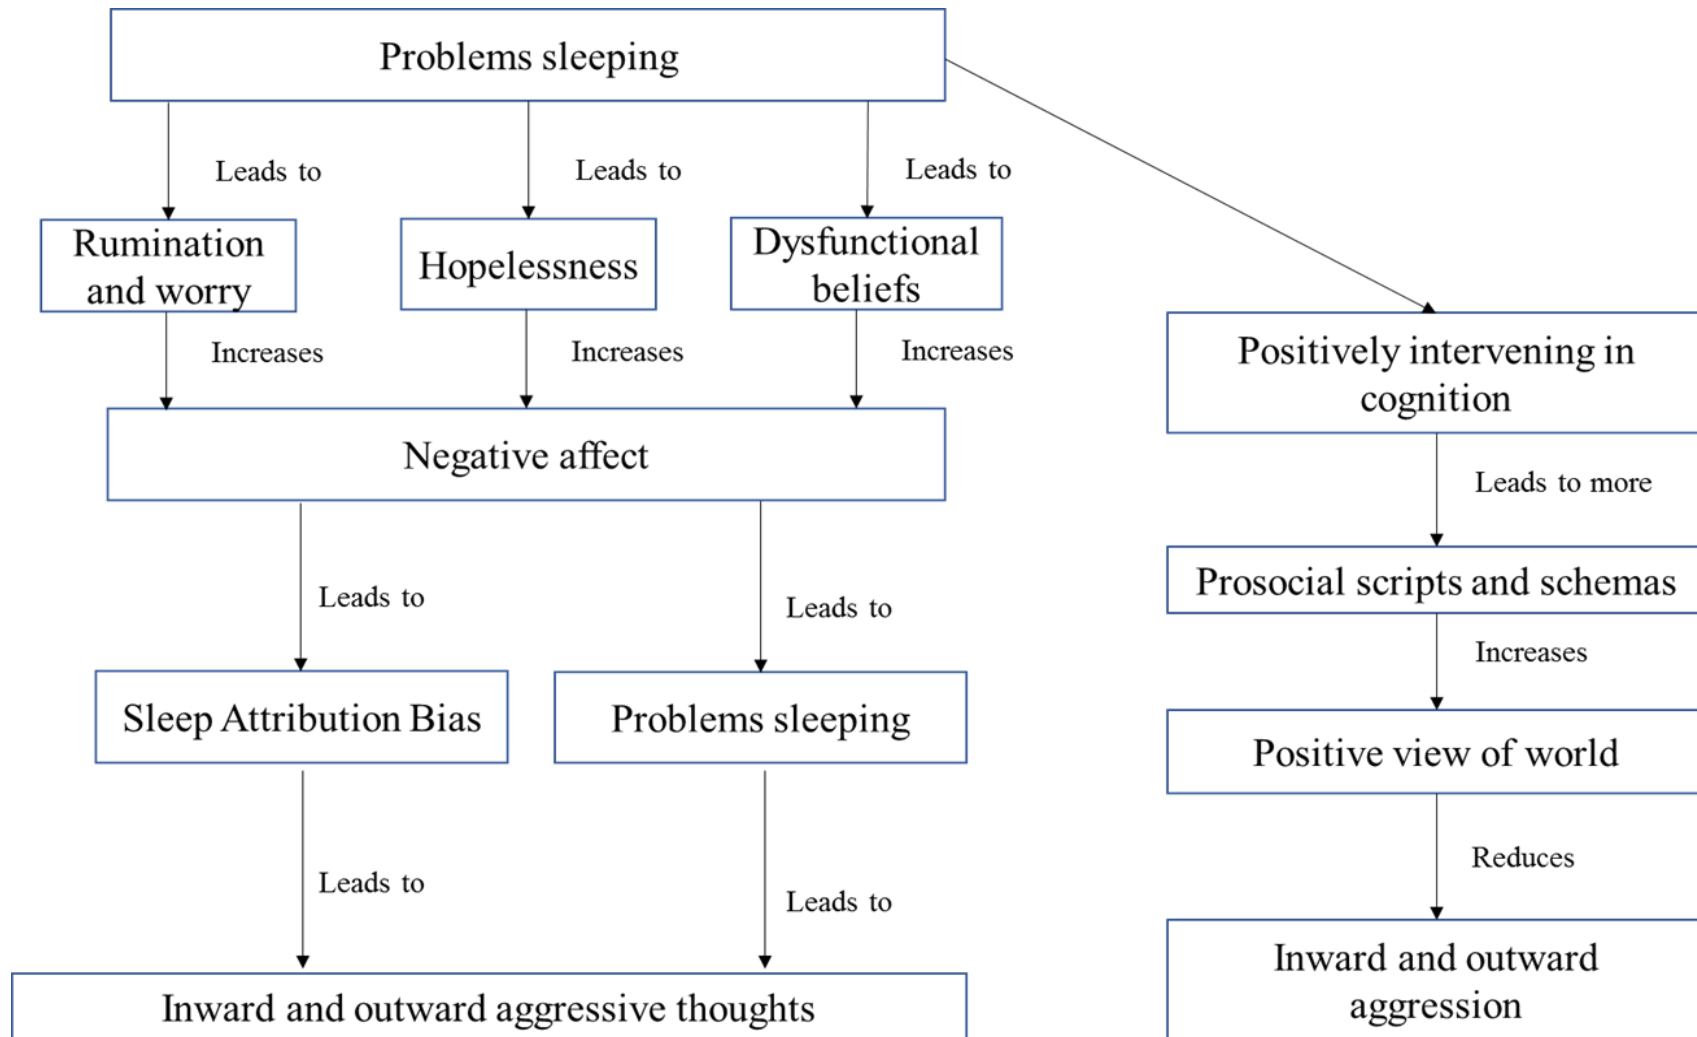 Problems sleeping
Leads to
Leads to
Leads to
Rumination
and worry
Hopelessness
Dysfunctional
beliefs
Increases
Increases
Increases
Negative affect
Leads to
Leads to
Sleep Attribution Bias
Problems sleeping
Leads to
Leads to
Inward and outward aggressive thoughts
Positively intervening in
cognition
Leads to more
Prosocial scripts and schemas
Increases
Positive view of world
Reduces
Inward and outward
aggression